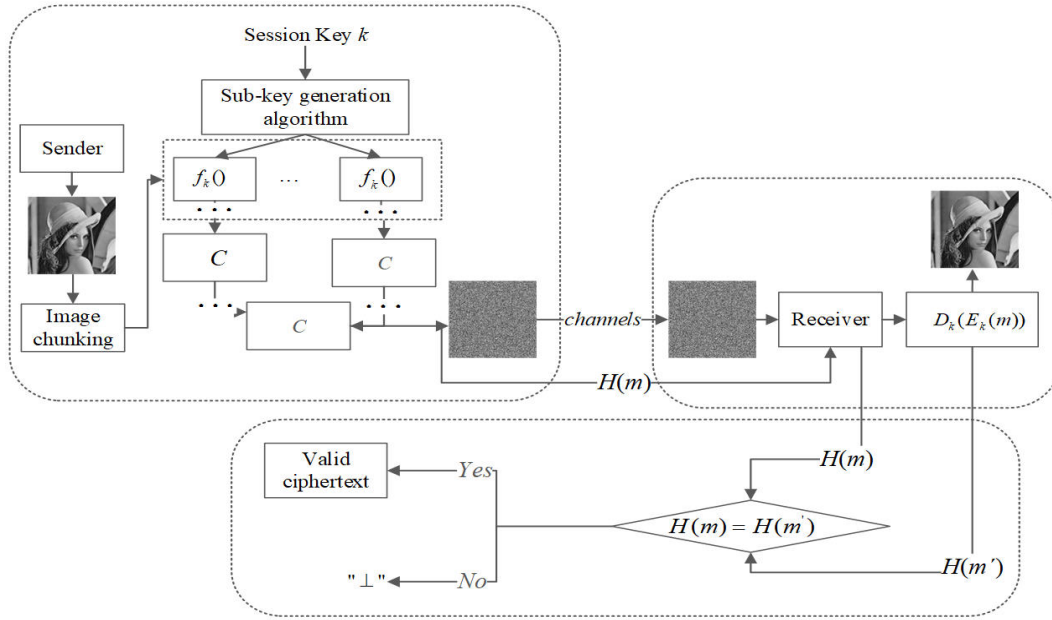 Session Key k
Sub-key generation
algorithm
Sender
f_k()
...
f_k()
...
...
C
C
Image
chunking
...
...
C
channels
Receiver
D_k(E_k(m))
H(m)
Valid
ciphertext
Yes
H(m)
H(m) = H(m')
"⊥"
No
H(m')